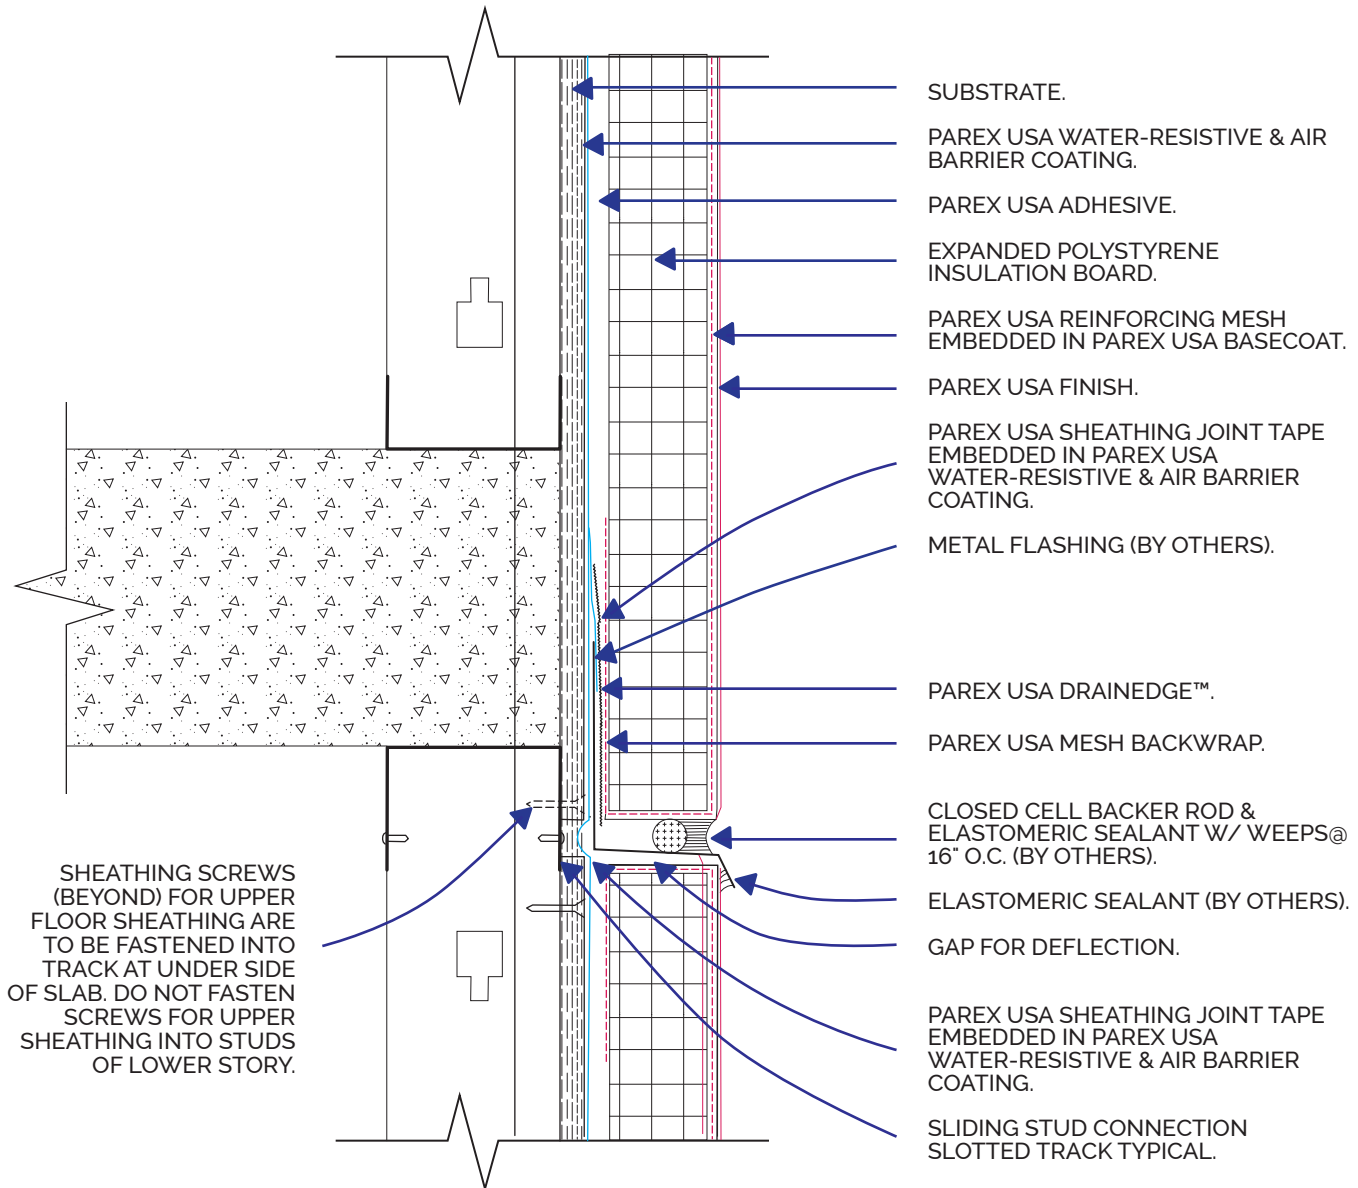 SUBSTRATE.
PAREX USA WATER-RESISTIVE & AIR
BARRIER COATING.
PAREX USA ADHESIVE.
EXPANDED POLYSTYRENE
INSULATION BOARD.
PAREX USA REINFORCING MESH
EMBEDDED IN PAREX USA BASECOAT.
PAREX USA FINISH.
PAREX USA SHEATHING JOINT TAPE
EMBEDDED IN PAREX USA
WATER-RESISTIVE & AIR BARRIER
COATING.
METAL FLASHING (BY OTHERS).
PAREX USA DRAINEDGE™.
PAREX USA MESH BACKWRAP.
CLOSED CELL BACKER ROD &
ELASTOMERIC SEALANT W/ WEEPS@
16" O.C. (BY OTHERS).
ELASTOMERIC SEALANT (BY OTHERS).
GAP FOR DEFLECTION.
PAREX USA SHEATHING JOINT TAPE
EMBEDDED IN PAREX USA
WATER-RESISTIVE & AIR BARRIER
COATING.
SLIDING STUD CONNECTION
SLOTTED TRACK TYPICAL.
SHEATHING SCREWS
(BEYOND) FOR UPPER
FLOOR SHEATHING ARE
TO BE FASTENED INTO
TRACK AT UNDER SIDE
OF SLAB. DO NOT FASTEN
SCREWS FOR UPPER
SHEATHING INTO STUDS
OF LOWER STORY.